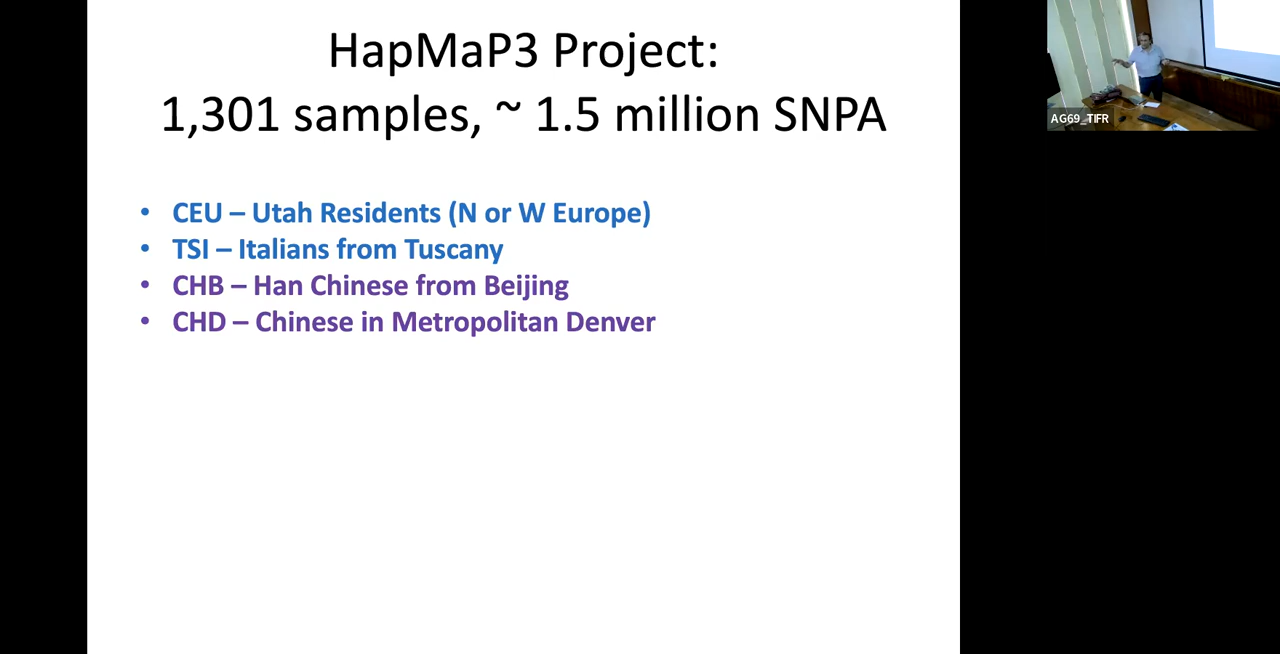 HapMaP3 Project:
1,301 samples, ~ 1.5 million SNPA
• CEU – Utah Residents (N or W Europe)
• TSI – Italians from Tuscany
• CHB – Han Chinese from Beijing
• CHD – Chinese in Metropolitan Denver
AG69_TIFR